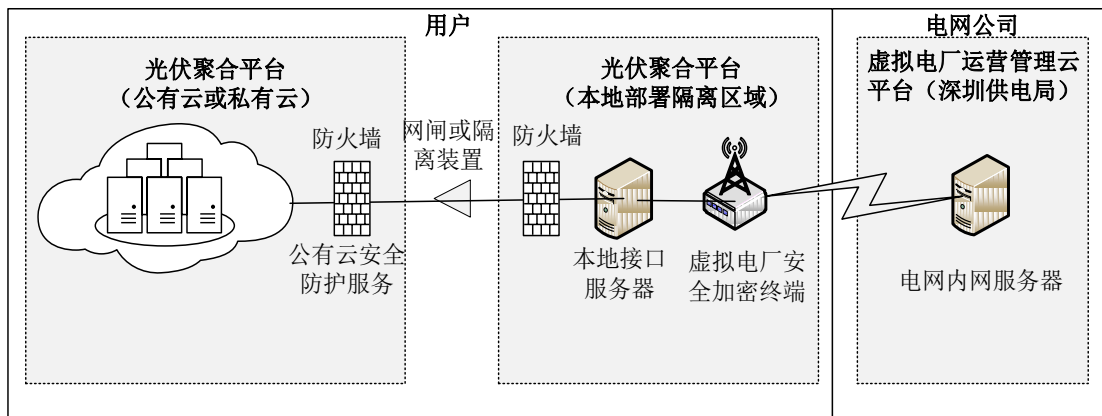 用户
电网公司
光伏聚合平台
（公有云或私有云）
防火墙
公有云安全
防护服务
网闸或隔
离装置
光伏聚合平台
（本地部署隔离区域）
防火墙
本地接口
服务器
虚拟电厂安
全加密终端
虚拟电厂运营管理云
平台（深圳供电局）
电网内网服务器